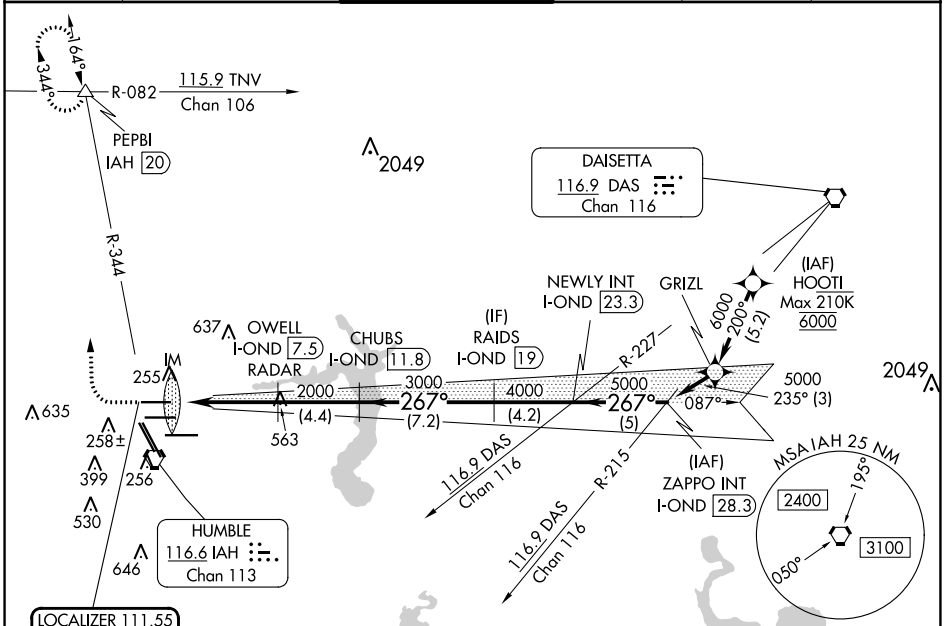 164°
344°
R-082
115.9 TNV
Chan 106
PEPBI
IAH 20
R-344
2049
DAISETTA
116.9 DAS
Chan 116
(IAF)
HOOTI
Max 210K
6000
6000
200°
(5.2)
GRIZL
NEWLY INT
I-OND 23.3
(IF)
RAIDS
I-OND 19
CHUBS
I-OND 11.8
637
OWELL
I-OND 7.5
RADAR
IM
255
2000
3000
4000
5000
267°
267°
087°
(4.4)
(7.2)
(4.2)
(5)
R-227
5000
235° (3)
2049
563
635
258±
399
256
530
646
116.9 DAS
Chan 116
R-215
116.9 DAS
Chan 116
(IAF)
ZAPPO INT
I-OND 28.3
HUMBLE
116.6 IAH
Chan 113
MSA IAH 25 NM
195°
2400
3100
050°
LOCALIZER 111.55